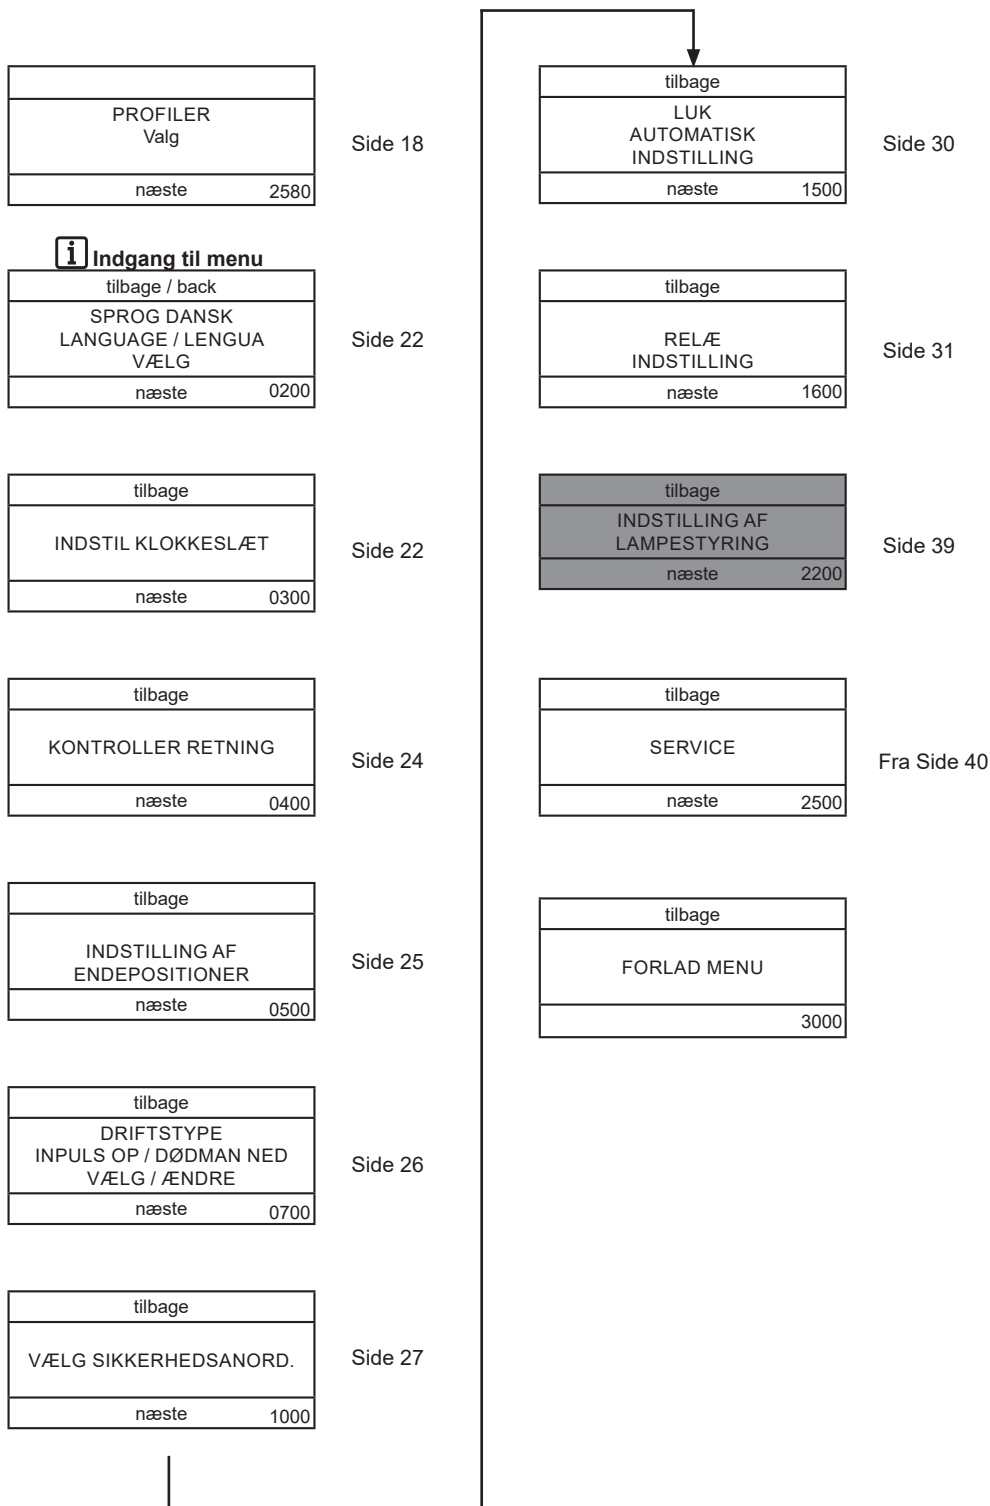 PROFILER
Valg
næste 2580
Side 18
i Indgang til menu
tilbage / back
SPROG DANSK
LANGUAGE / LENGUA
VÆLG
næste 0200
Side 22
tilbage
INDSTIL KLOKKESLÆT
næste 0300
Side 22
tilbage
KONTROLLER RETNING
næste 0400
Side 24
tilbage
INDSTILLING AF
ENDEPOSITIONER
næste 0500
Side 25
tilbage
DRIFTSTYPE
INPULS OP / DØDMAN NED
VÆLG / ÆNDRE
næste 0700
Side 26
tilbage
VÆLG SIKKERHEDSANORD.
næste 1000
Side 27
tilbage
LUK
AUTOMATISK
INDSTILLING
næste 1500
Side 30
tilbage
RELÆ
INDSTILLING
næste 1600
Side 31
tilbage
INDSTILLING AF
LAMPESTYRING
næste 2200
Side 39
tilbage
SERVICE
næste 2500
Fra Side 40
tilbage
FORLAD MENU
3000